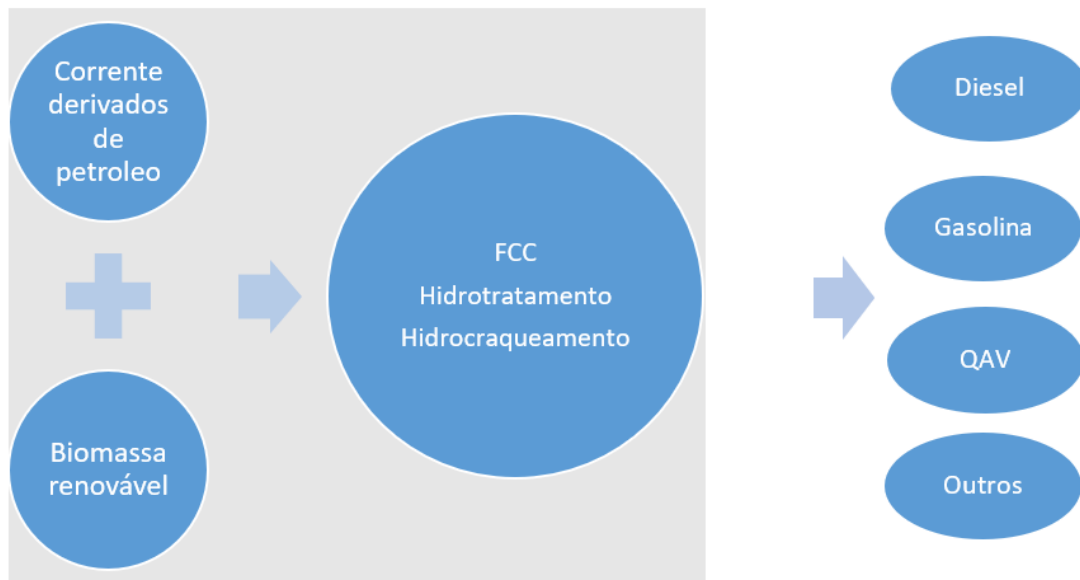 Corrente
derivados
de
petroleo
Biomassa
renovável
FCC
Hidrotratamento
Hidrocraqueamento
Diesel
Gasolina
QAV
Outros